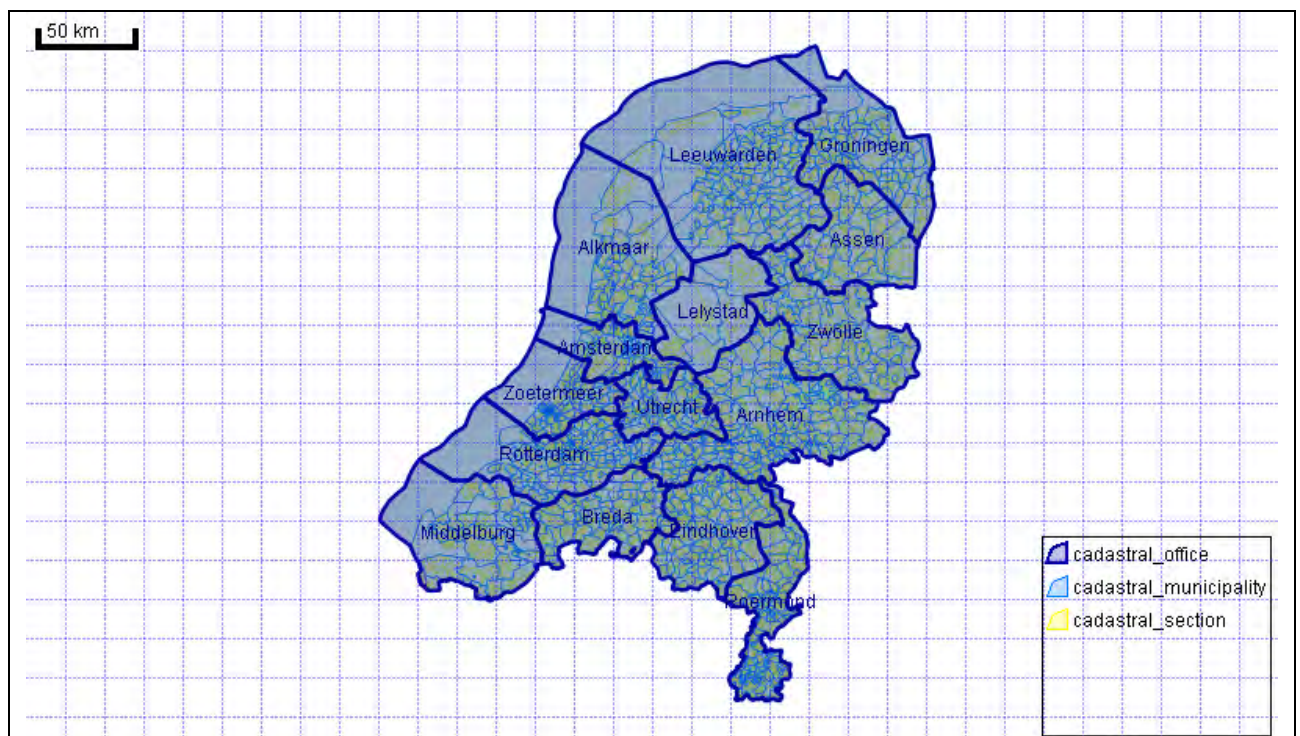 50 km
Leeuwarden
Groningen
Alkmaar
Assen
Lelystad
Zwolle
Amsterdam
Zoetermeer
Utrecht
Arnhem
Rotterdam
Breda
Middelburg
Eindhoven
Roermond
cadastral_office
cadastral_municipality
cadastral_section